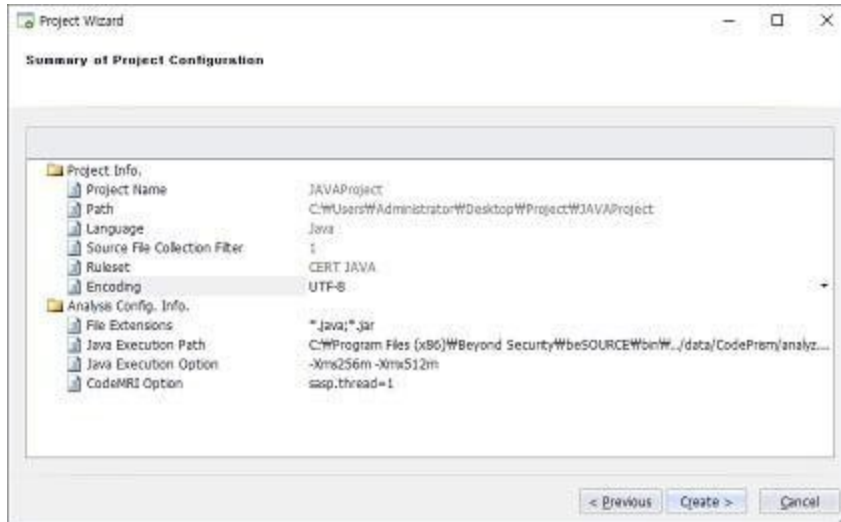 Project Wizard
Summary of Project Configuration
Project Info.
Project Name JAVAProject
Path C:₩Users₩Administrator₩Desktop₩Project₩JAVAProject
Language Java
Source File Collection Filter 1
Ruleset CERT JAVA
Encoding UTF-8
Analysis Config. Info.
File Extensions *.java;*.jar
Java Execution Path C:₩Program Files (x86)₩Beyond Security₩beSOURCE₩bin₩../data/CodePrism/analyz...
Java Execution Option -Xms256m -Xmx512m
CodeMRI Option sasp.thread=1
< Previous Create > Cancel